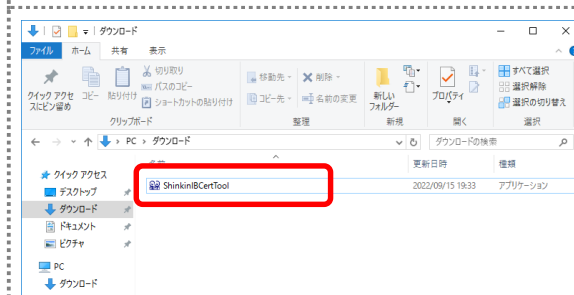 ダウンロード
ファイル ホーム 共有 表示
クイック アクセスにピン留め
コピー
貼り付け
切り取り
パスのコピー
ショートカットの貼り付け
クリップボード
移動先
コピー先
削除
名前の変更
整理
新しいフォルダー
新規
プロパティ
開く
すべて選択
選択解除
選択の切り替え
選択
PC > ダウンロード
ダウンロードの検索
名前 更新日時 種類
ShinkinIBCertTool 2022/09/15 19:33 アプリケーション
クイック アクセス
デスクトップ
ダウンロード
ドキュメント
ピクチャ
PC
ダウンロード